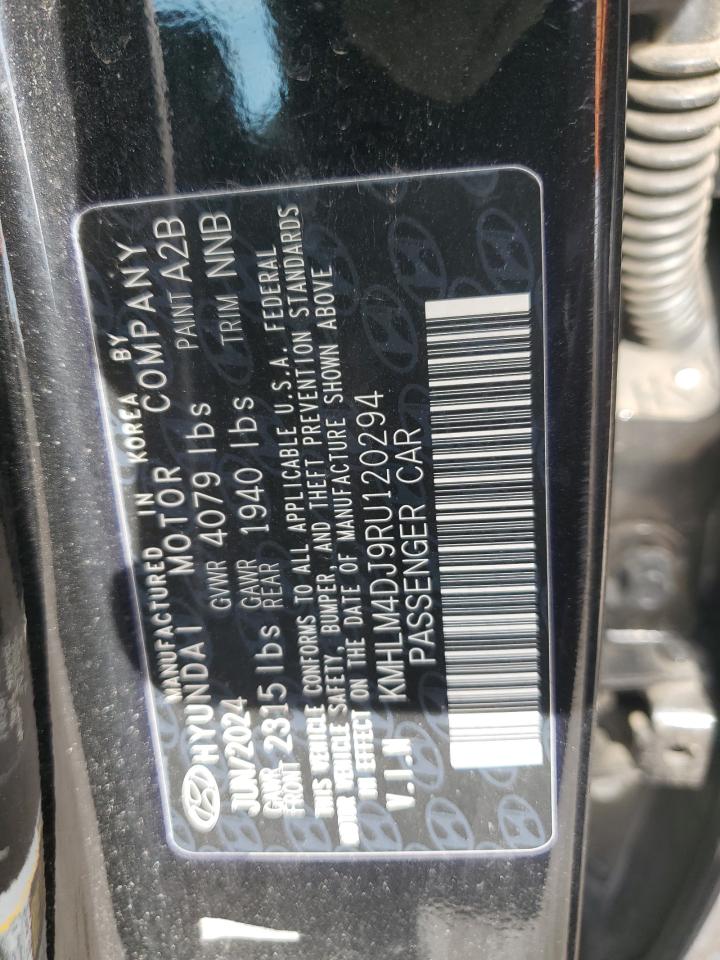 MANUFACTURED IN KOREA BY
HYUNDAI MOTOR COMPANY
JUN/2024 GVWR 4079 lbs PAINT A2B
GAWR FRONT 2315 lbs GAWR REAR 1940 lbs TRIM NNB
THIS VEHICLE CONFORMS TO ALL APPLICABLE U.S.A. FEDERAL
MOTOR VEHICLE SAFETY, BUMPER, AND THEFT PREVENTION STANDARDS
IN EFFECT ON THE DATE OF MANUFACTURE SHOWN ABOVE
V.I.N KMHLM4DJ9RU120294
PASSENGER CAR